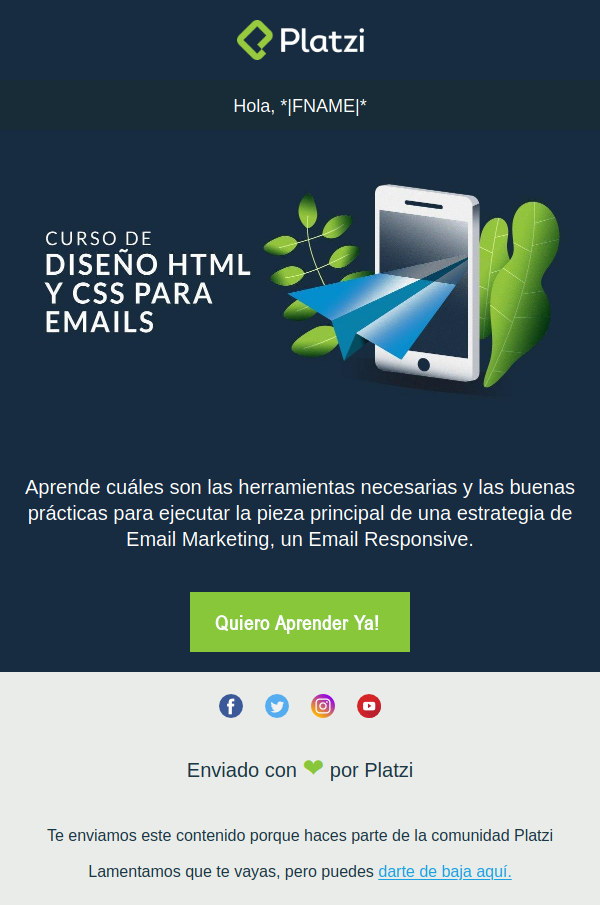 Platzi
Hola, *|FNAME|*
CURSO DE
DISEÑO HTML
Y CSS PARA
EMAILS
Aprende cuáles son las herramientas necesarias y las buenas
prácticas para ejecutar la pieza principal de una estrategia de
Email Marketing, un Email Responsive.
Quiero Aprender Ya!
Enviado con ❤ por Platzi
Te enviamos este contenido porque haces parte de la comunidad Platzi
Lamentamos que te vayas, pero puedes darte de baja aquí.